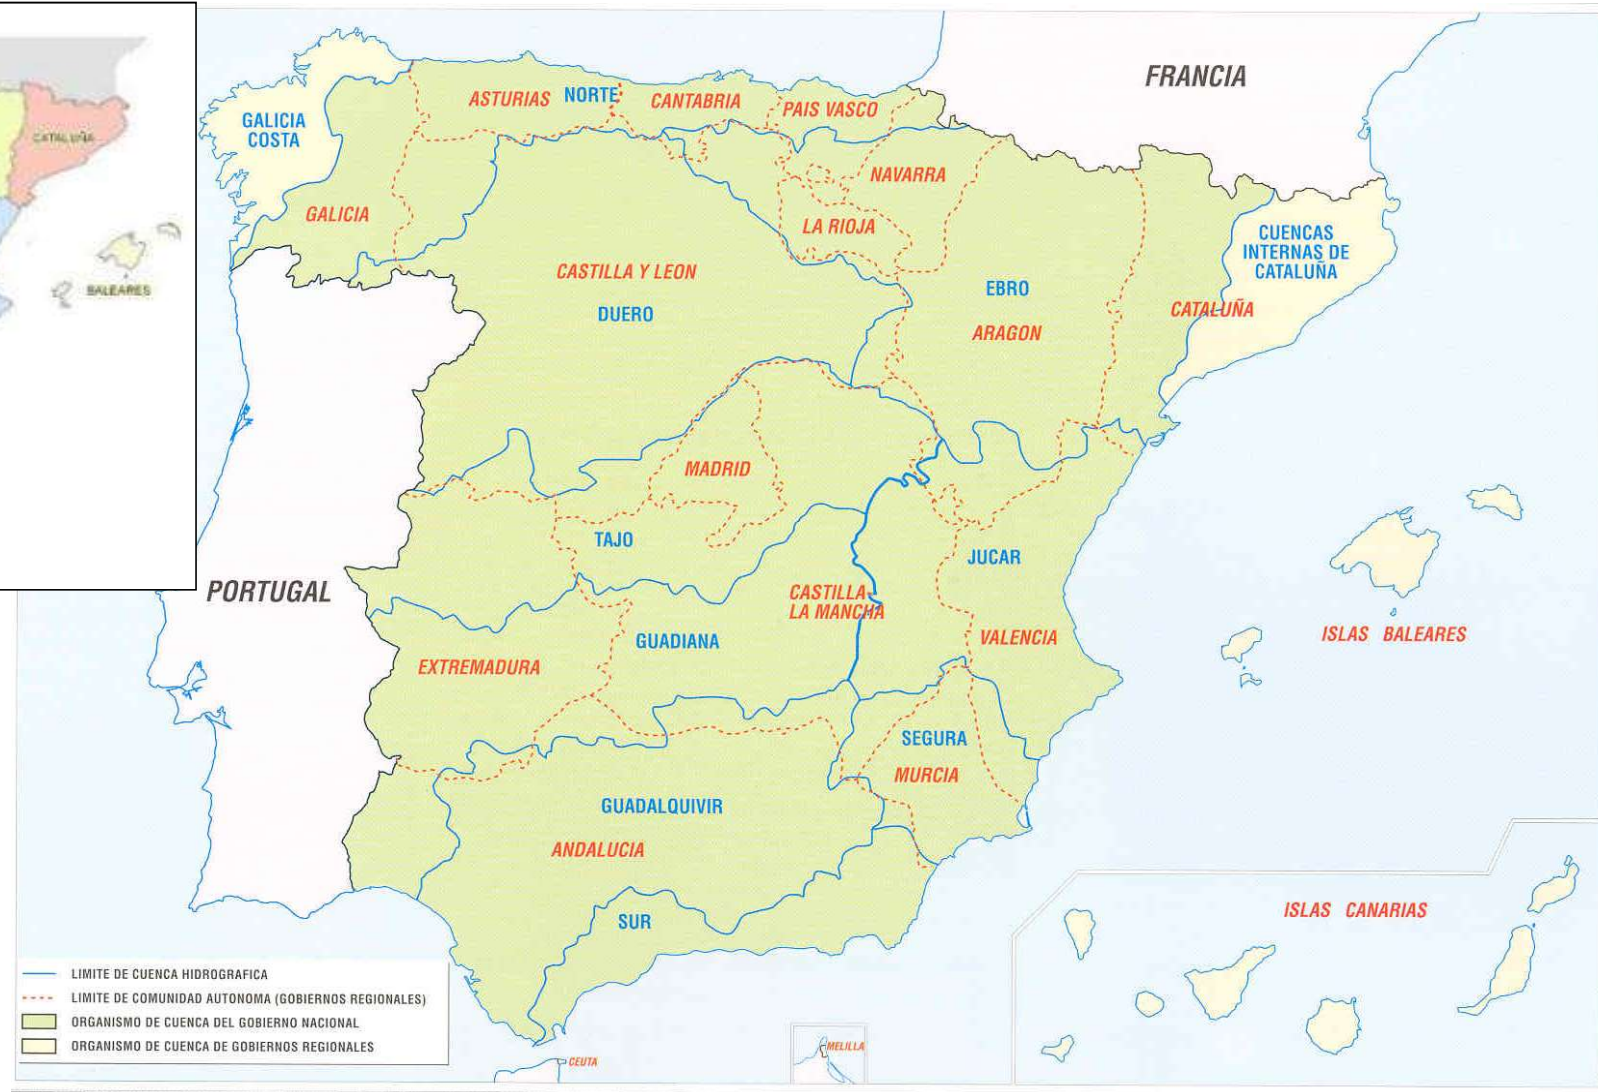 CATALUÑA
BALEARES
FRANCIA
GALICIA
COSTA
ASTURIAS
NORTE
CANTABRIA
PAIS VASCO
NAVARRA
GALICIA
LA RIOJA
CUENCAS
INTERNAS DE
CATALUÑA
CASTILLA Y LEON
DUERO
EBRO
ARAGON
CATALUÑA
MADRID
TAJO
JUCAR
PORTUGAL
CASTILLA-
LA MANCHA
GUADIANA
VALENCIA
ISLAS BALEARES
EXTREMADURA
SEGURA
MURCIA
GUADALQUIVIR
ANDALUCIA
SUR
ISLAS CANARIAS
LIMITE DE CUENCA HIDROGRAFICA
LIMITE DE COMUNIDAD AUTONOMA (GOBIERNOS REGIONALES)
ORGANISMO DE CUENCA DEL GOBIERNO NACIONAL
ORGANISMO DE CUENCA DE GOBIERNOS REGIONALES
CEUTA
MELILLA